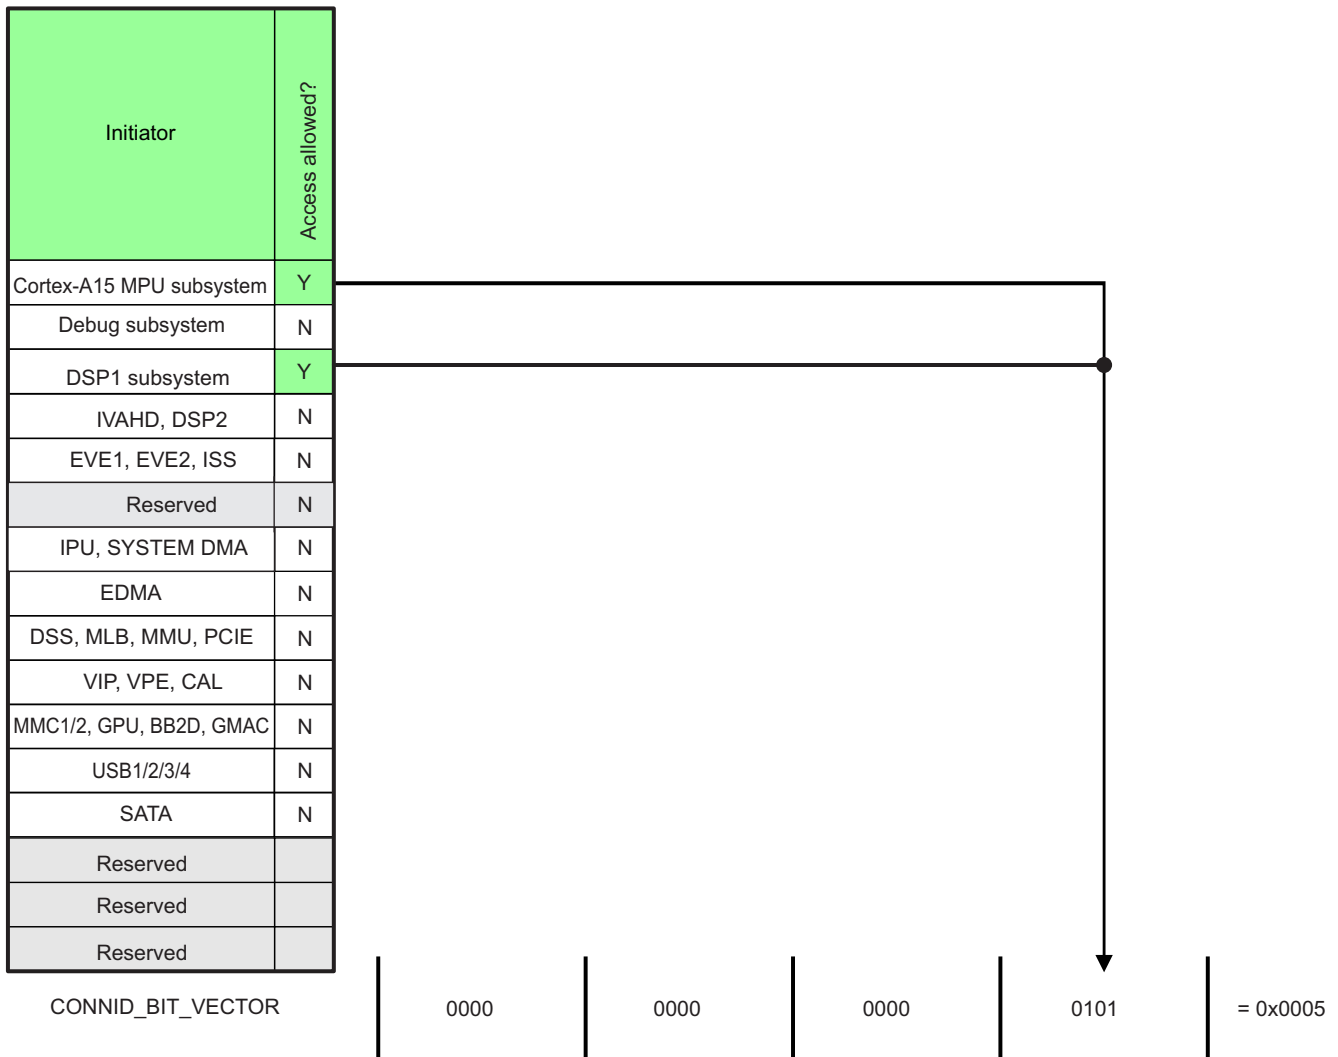 Initiator Access allowed?
Cortex-A15 MPU subsystem Y
Debug subsystem N
DSP1 subsystem Y
IVAHD, DSP2 N
EVE1, EVE2, ISS N
Reserved N
IPU, SYSTEM DMA N
EDMA N
DSS, MLB, MMU, PCIE N
VIP, VPE, CAL N
MMC1/2, GPU, BB2D, GMAC N
USB1/2/3/4 N
SATA N
Reserved
Reserved
Reserved
CONNID_BIT_VECTOR 0000 0000 0000 0101 = 0x0005